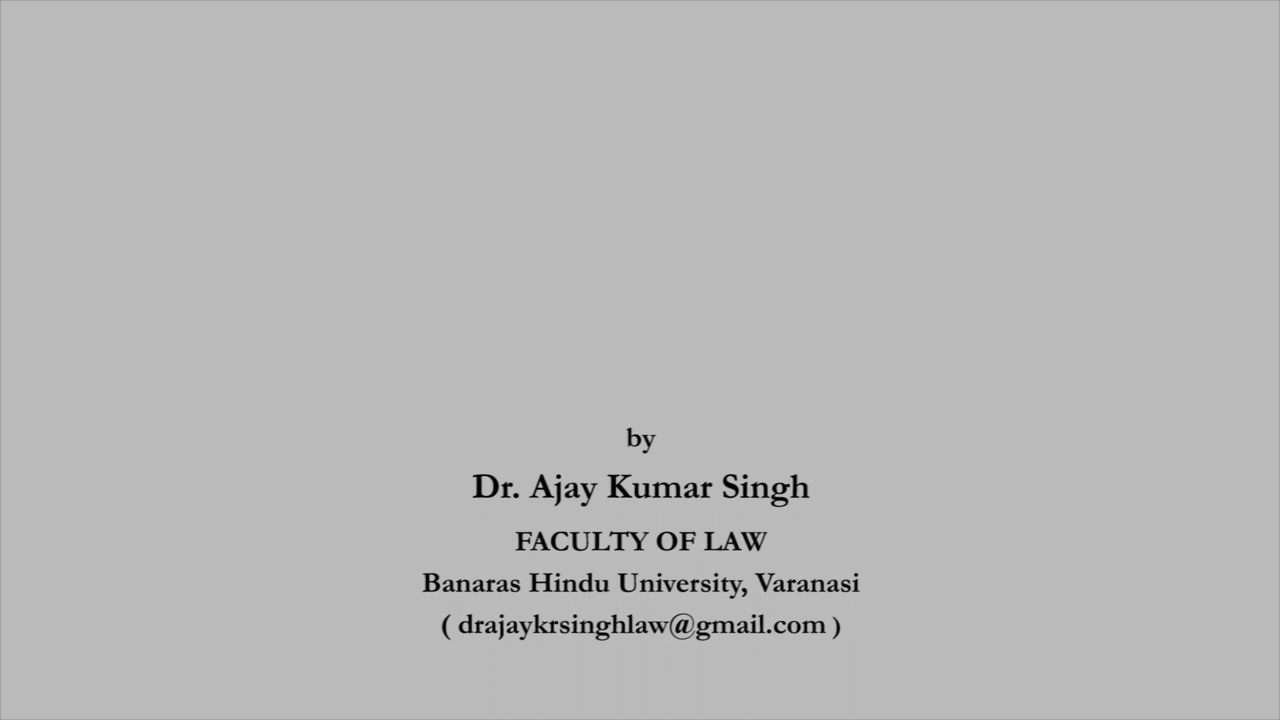 by
Dr. Ajay Kumar Singh
FACULTY OF LAW
Banaras Hindu University, Varanasi
( drajaykrsinghlaw@gmail.com )